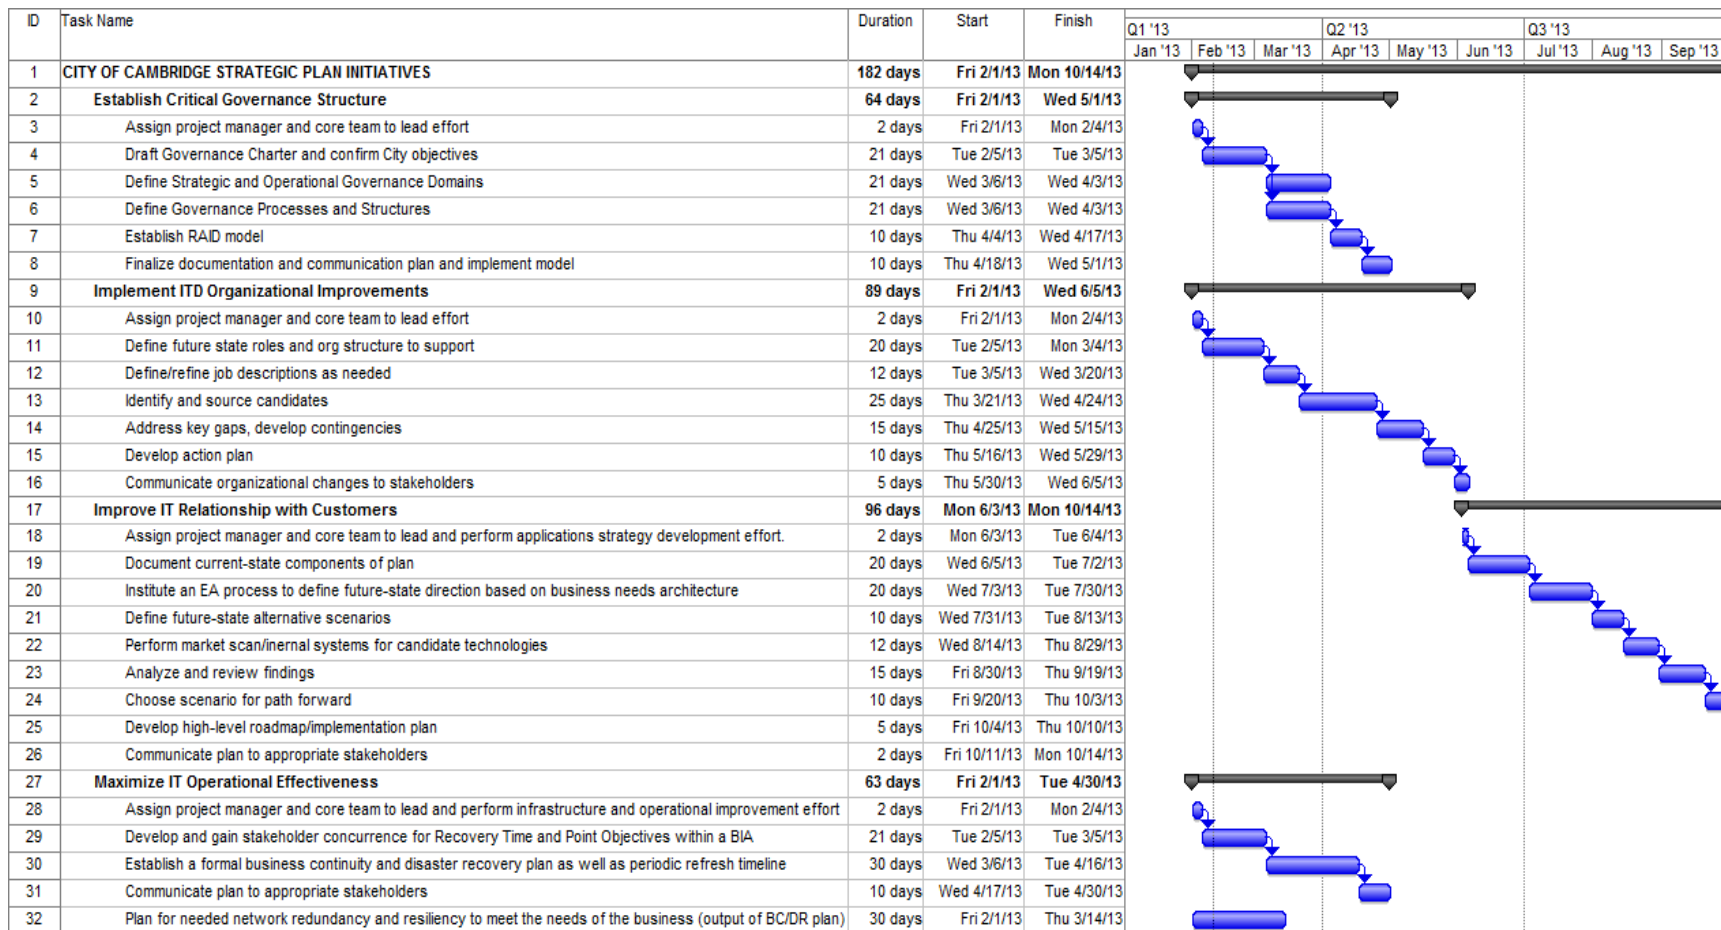 ID Task Name Duration Start Finish
Q1 '13 Q2 '13 Q3 '13
Jan '13 Feb '13 Mar '13 Apr '13 May '13 Jun '13 Jul '13 Aug '13 Sep '13
1 CITY OF CAMBRIDGE STRATEGIC PLAN INITIATIVES 182 days Fri 2/1/13 Mon 10/14/13
2 Establish Critical Governance Structure 64 days Fri 2/1/13 Wed 5/1/13
3 Assign project manager and core team to lead effort 2 days Fri 2/1/13 Mon 2/4/13
4 Draft Governance Charter and confirm City objectives 21 days Tue 2/5/13 Tue 3/5/13
5 Define Strategic and Operational Governance Domains 21 days Wed 3/6/13 Wed 4/3/13
6 Define Governance Processes and Structures 21 days Wed 3/6/13 Wed 4/3/13
7 Establish RAID model 10 days Thu 4/4/13 Wed 4/17/13
8 Finalize documentation and communication plan and implement model 10 days Thu 4/18/13 Wed 5/1/13
9 Implement ITD Organizational Improvements 89 days Fri 2/1/13 Wed 6/5/13
10 Assign project manager and core team to lead effort 2 days Fri 2/1/13 Mon 2/4/13
11 Define future state roles and org structure to support 20 days Tue 2/5/13 Mon 3/4/13
12 Define/refine job descriptions as needed 12 days Tue 3/5/13 Wed 3/20/13
13 Identify and source candidates 25 days Thu 3/21/13 Wed 4/24/13
14 Address key gaps, develop contingencies 15 days Thu 4/25/13 Wed 5/15/13
15 Develop action plan 10 days Thu 5/16/13 Wed 5/29/13
16 Communicate organizational changes to stakeholders 5 days Thu 5/30/13 Wed 6/5/13
17 Improve IT Relationship with Customers 96 days Mon 6/3/13 Mon 10/14/13
18 Assign project manager and core team to lead and perform applications strategy development effort. 2 days Mon 6/3/13 Tue 6/4/13
19 Document current-state components of plan 20 days Wed 6/5/13 Tue 7/2/13
20 Institute an EA process to define future-state direction based on business needs architecture 20 days Wed 7/3/13 Tue 7/30/13
21 Define future-state alternative scenarios 10 days Wed 7/31/13 Tue 8/13/13
22 Perform market scan/inernal systems for candidate technologies 12 days Wed 8/14/13 Thu 8/29/13
23 Analyze and review findings 15 days Fri 8/30/13 Thu 9/19/13
24 Choose scenario for path forward 10 days Fri 9/20/13 Thu 10/3/13
25 Develop high-level roadmap/implementation plan 5 days Fri 10/4/13 Thu 10/10/13
26 Communicate plan to appropriate stakeholders 2 days Fri 10/11/13 Mon 10/14/13
27 Maximize IT Operational Effectiveness 63 days Fri 2/1/13 Tue 4/30/13
28 Assign project manager and core team to lead and perform infrastructure and operational improvement effort 2 days Fri 2/1/13 Mon 2/4/13
29 Develop and gain stakeholder concurrence for Recovery Time and Point Objectives within a BIA 21 days Tue 2/5/13 Tue 3/5/13
30 Establish a formal business continuity and disaster recovery plan as well as periodic refresh timeline 30 days Wed 3/6/13 Tue 4/16/13
31 Communicate plan to appropriate stakeholders 10 days Wed 4/17/13 Tue 4/30/13
32 Plan for needed network redundancy and resiliency to meet the needs of the business (output of BC/DR plan) 30 days Fri 2/1/13 Thu 3/14/13